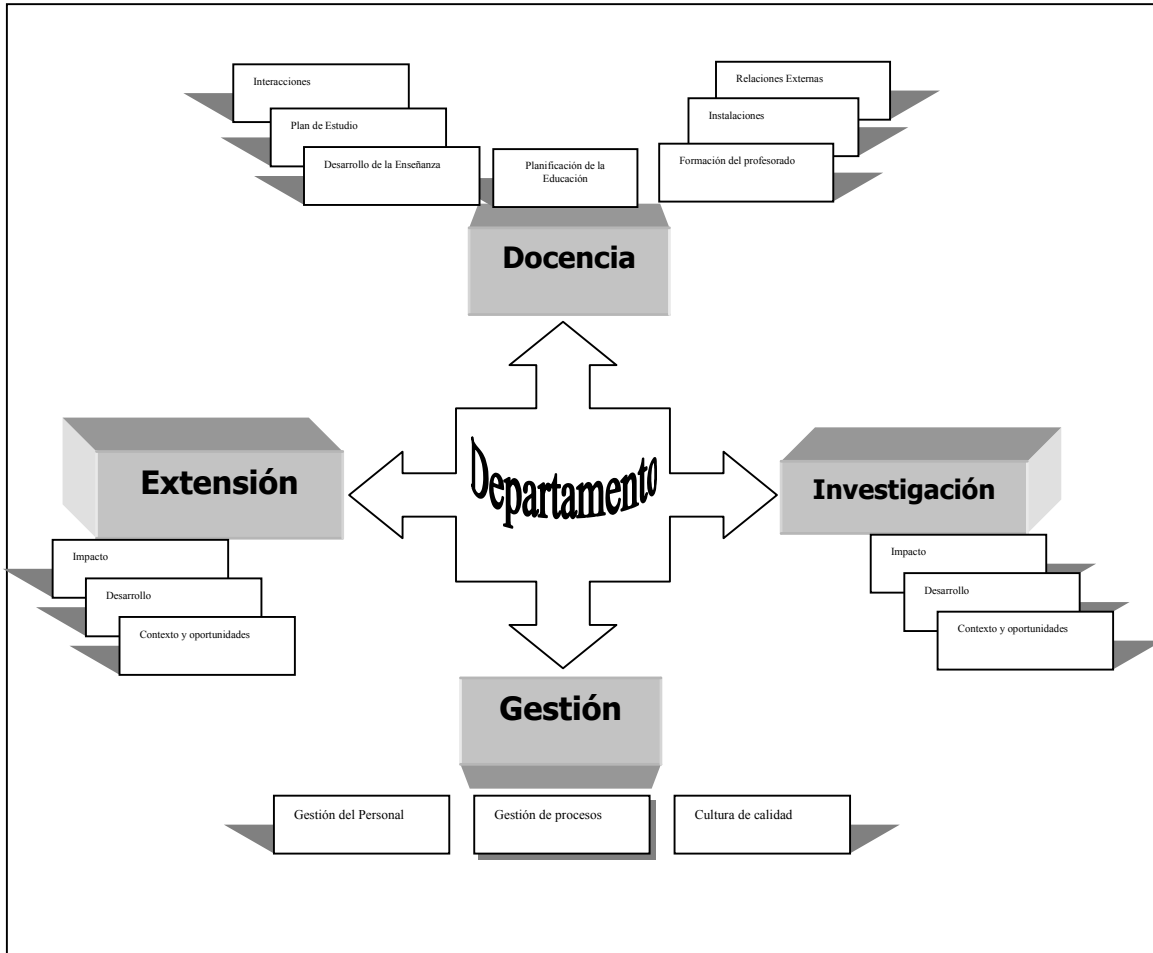 Interacciones
Plan de Estudio
Desarrollo de la Enseñanza
Planificación de la
Educación
Relaciones Externas
Instalaciones
Formación del profesorado
Docencia
Extensión
Departamento
Investigación
Impacto
Desarrollo
Contexto y oportunidades
Impacto
Desarrollo
Contexto y oportunidades
Gestión
Gestión del Personal
Gestión de procesos
Cultura de calidad